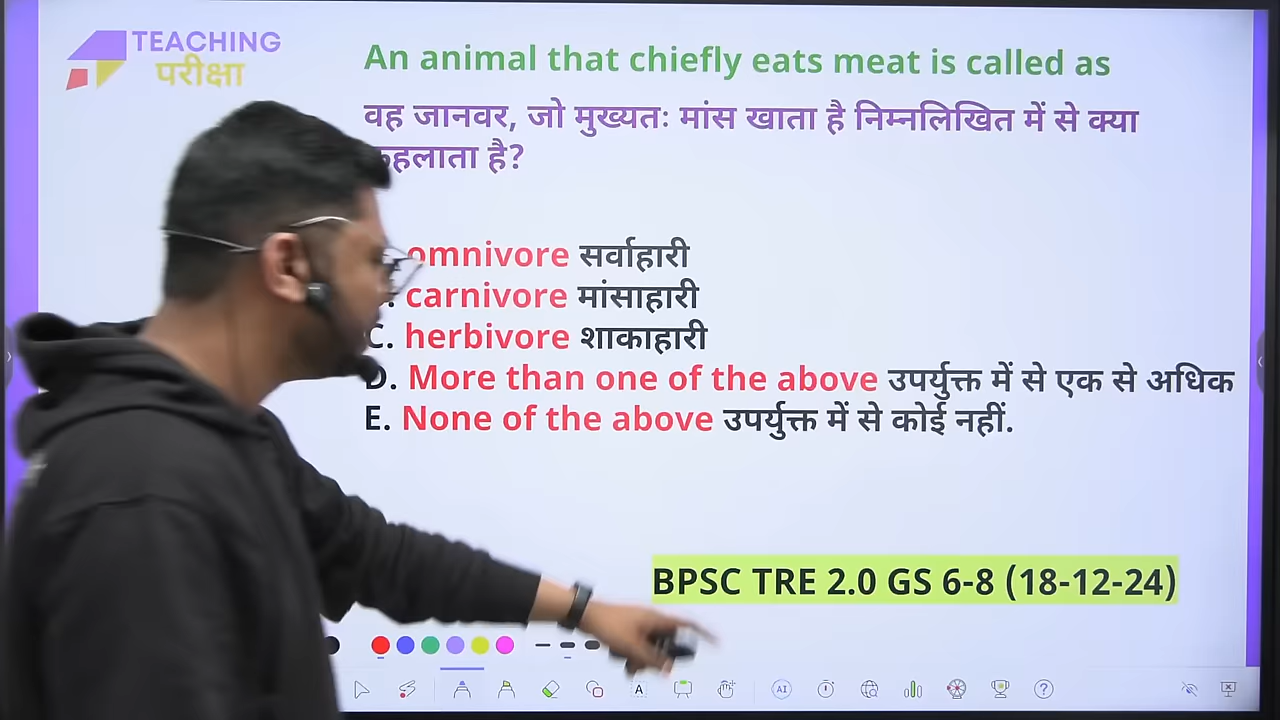 TEACHING
परीक्षा
An animal that chiefly eats meat is called as
वह जानवर, जो मुख्यतः मांस खाता है निम्नलिखित में से क्या
है?
omnivore सर्वाहारी
carnivore मांसाहारी
C. herbivore शाकाहारी
D. More than one of the above उपर्युक्त में से एक से अधिक
E. None of the above उपर्युक्त में से कोई नहीं.
BPSC TRE 2.0 GS 6-8 (18-12-24)
A
AI
?